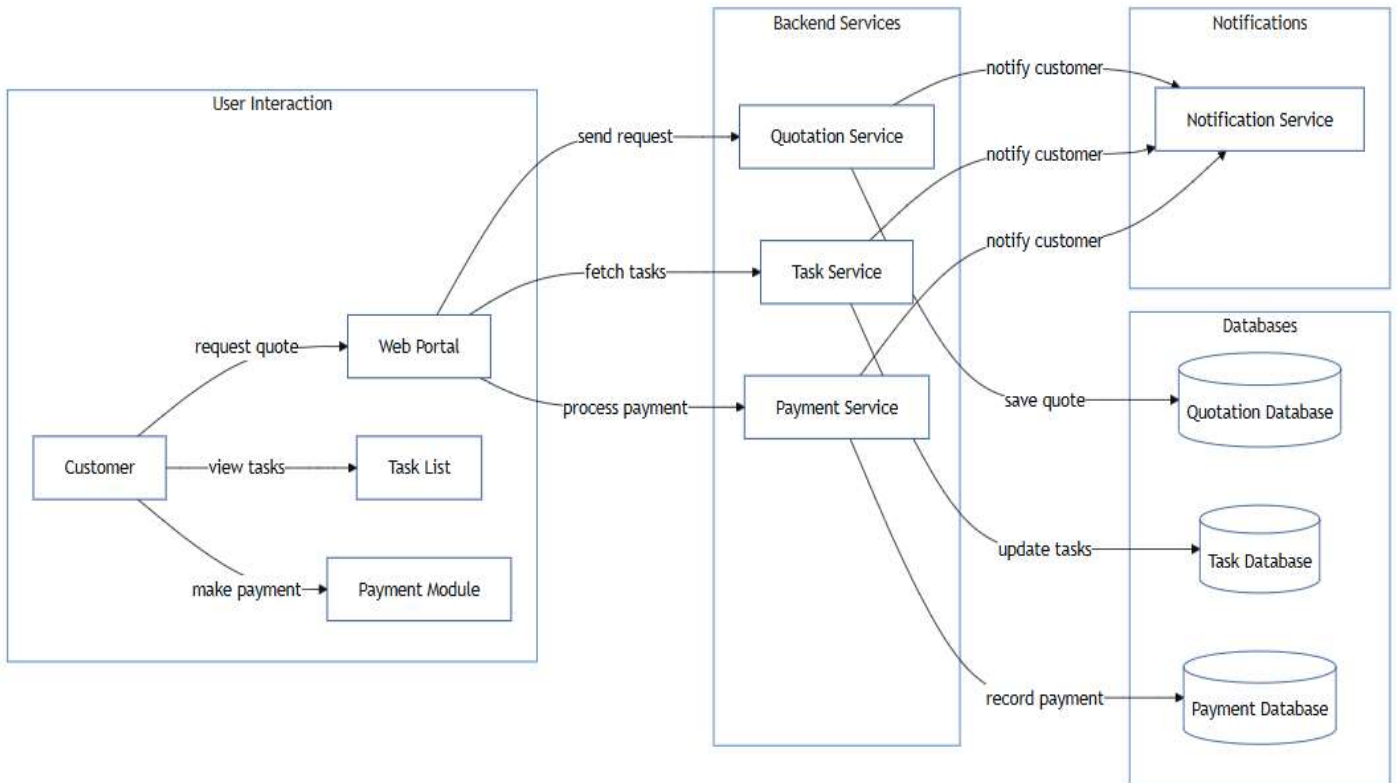 User Interaction
Customer
request quote
view tasks
make payment
Web Portal
Task List
Payment Module
send request
fetch tasks
process payment
Backend Services
Quotation Service
Task Service
Payment Service
notify customer
notify customer
notify customer
save quote
update tasks
record payment
Notifications
Notification Service
Databases
Quotation Database
Task Database
Payment Database